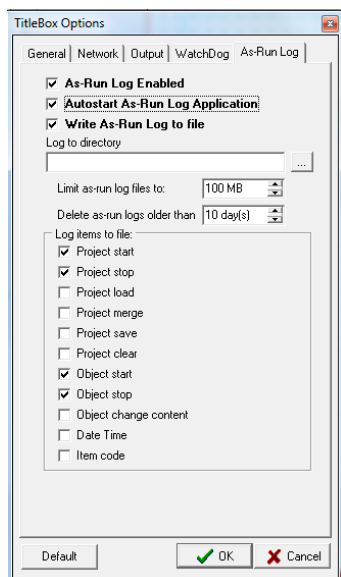 TitleBox Options
General Network Output WatchDog As-Run Log
As-Run Log Enabled
Autostart As-Run Log Application
Write As-Run Log to file
Log to directory
...
Limit as-run log files to: 100 MB
Delete as-run logs older than 10 day(s)
Log items to file:
Project start
Project stop
Project load
Project merge
Project save
Project clear
Object start
Object stop
Object change content
Date Time
Item code
Default OK Cancel